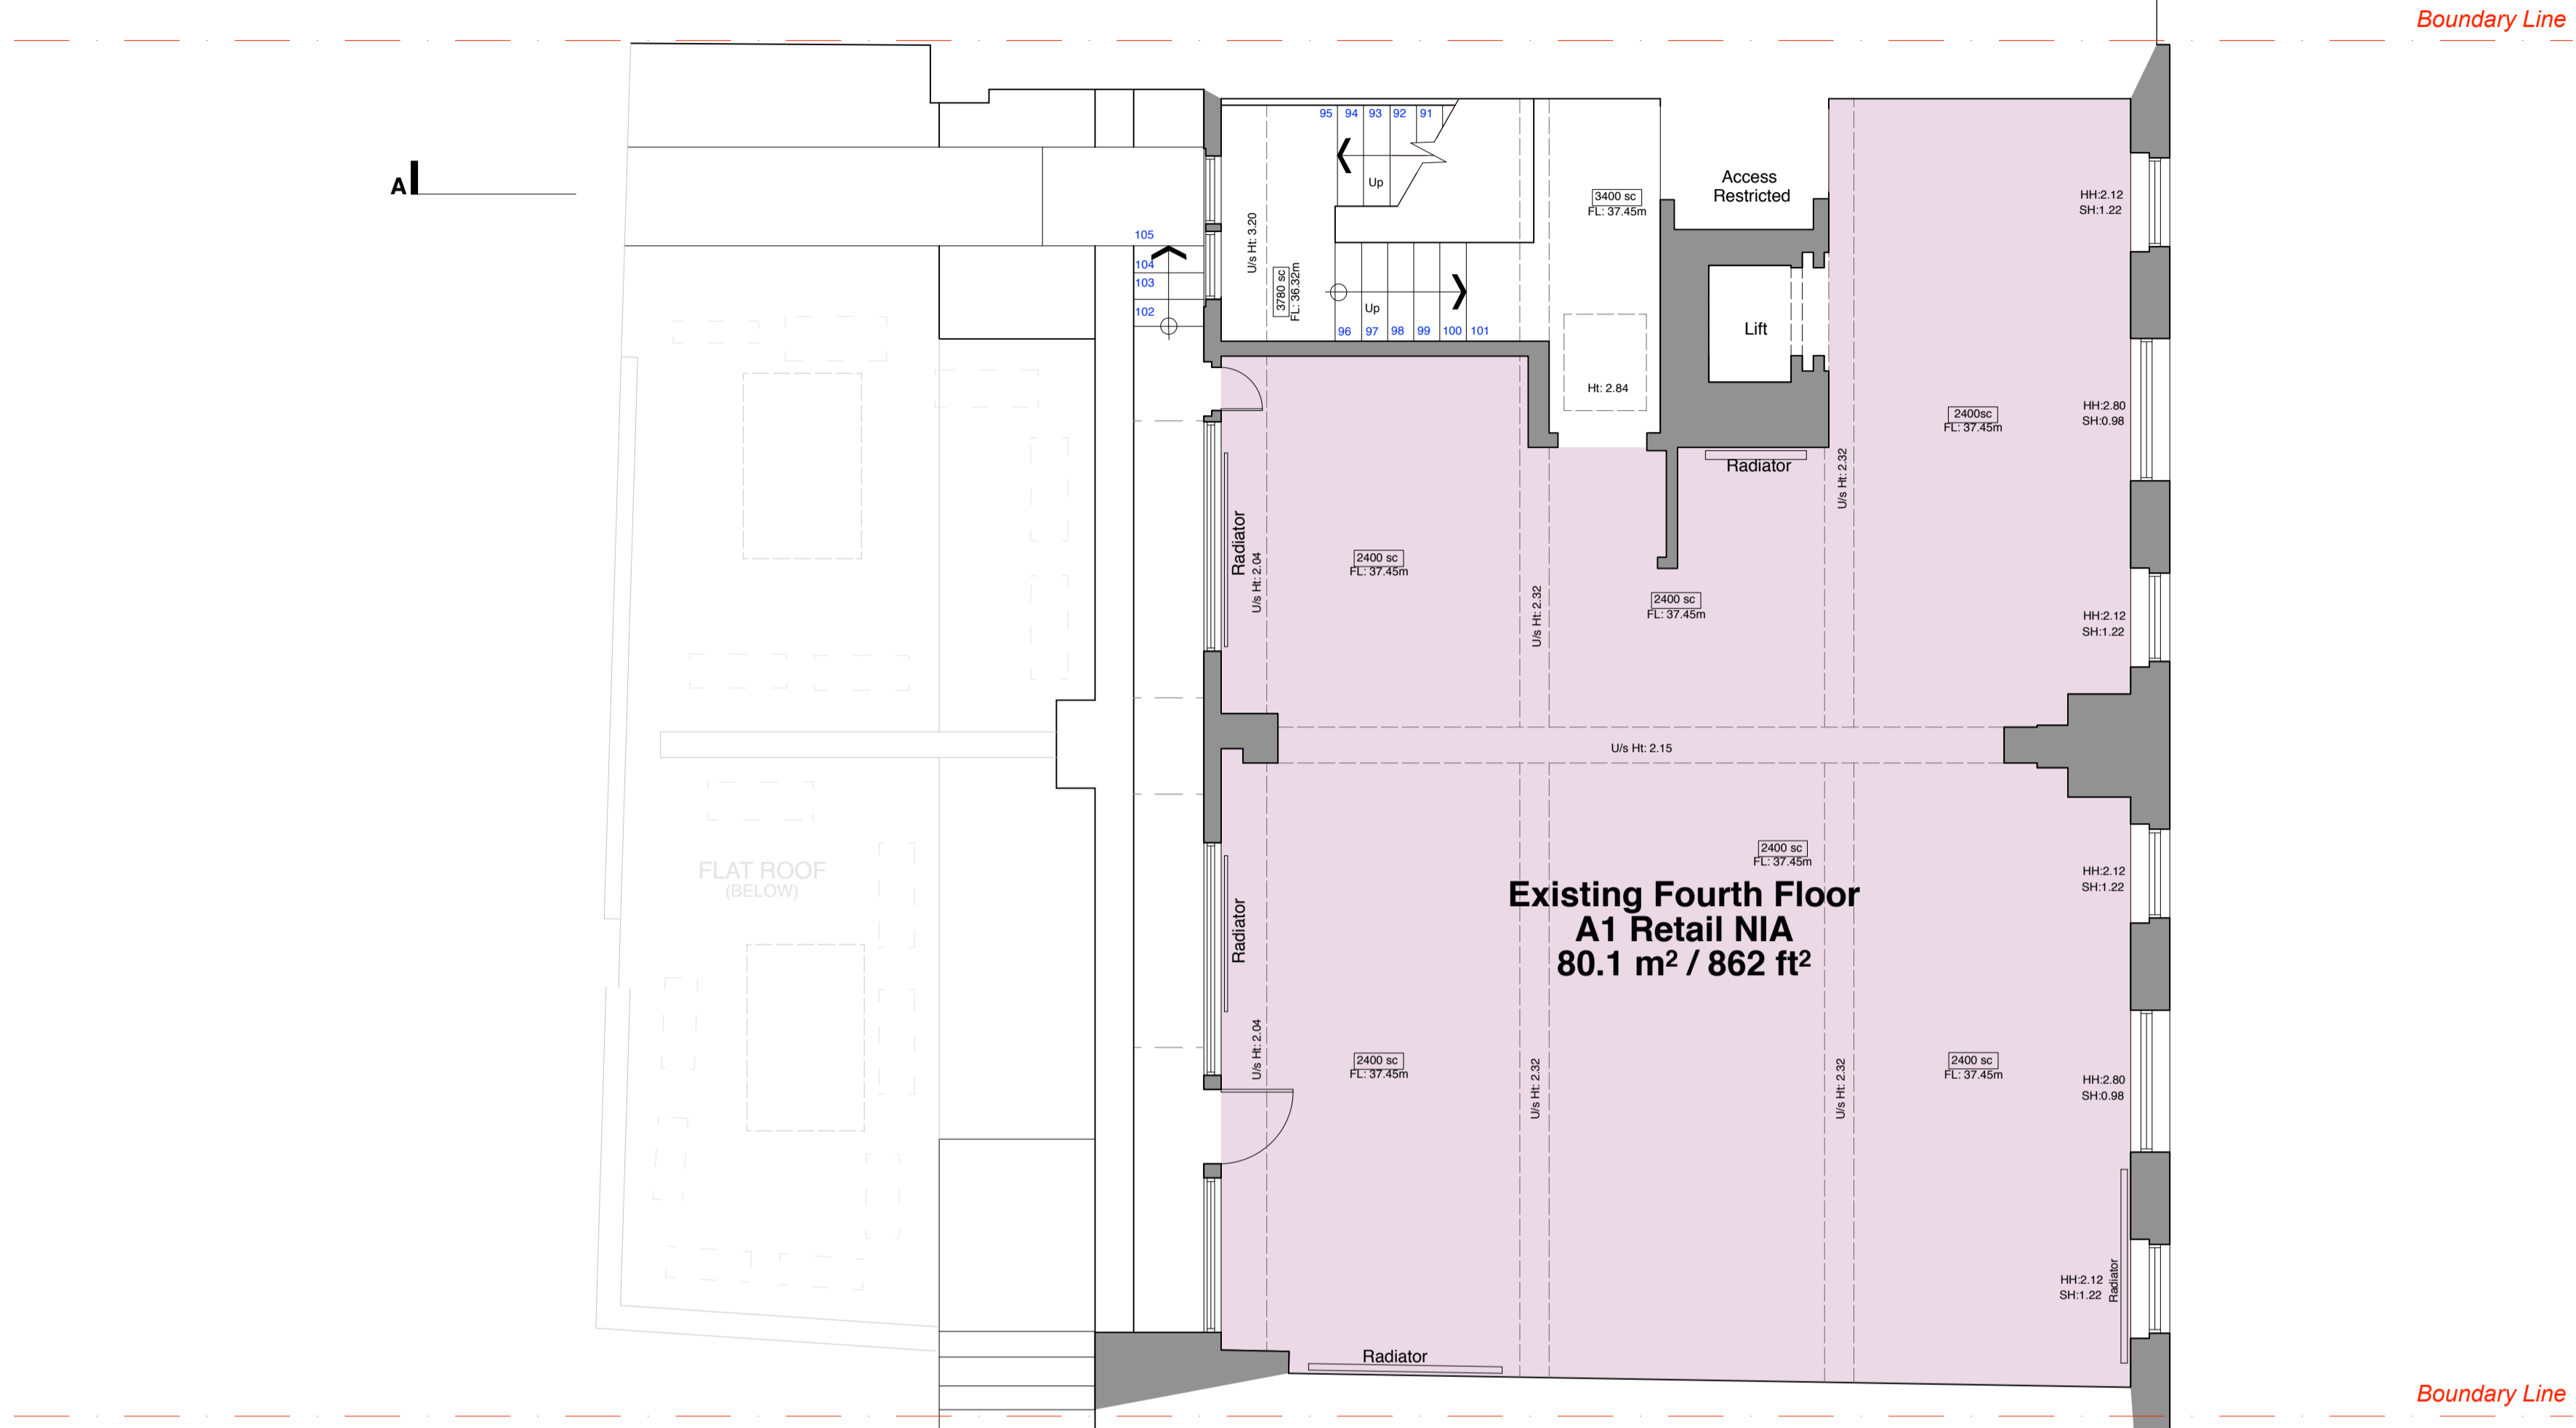 Boundary Line
A
95 94 93 92 91
Up
U/s Ht: 3.20
3780 sc
FL: 36.32m
Up
96 97 98 99 100 101
105
104
103
102
3400 sc
FL: 37.45m
Access
Restricted
Lift
Ht: 2.84
HH:2.12
SH:1.22
2400sc
FL: 37.45m
HH:2.80
SH:0.98
Radiator
U/s Ht: 2.32
Radiator
U/s Ht: 2.04
2400 sc
FL: 37.45m
U/s Ht: 2.32
2400 sc
FL: 37.45m
HH:2.12
SH:1.22
U/s Ht: 2.15
FLAT ROOF
(BELOW)
2400 sc
FL: 37.45m
HH:2.12
SH:1.22
Existing Fourth Floor
A1 Retail NIA
80.1 m² / 862 ft²
Radiator
U/s Ht: 2.04
2400 sc
FL: 37.45m
U/s Ht: 2.32
U/s Ht: 2.32
2400 sc
FL: 37.45m
HH:2.80
SH:0.98
HH:2.12
SH:1.22
Radiator
Radiator
Boundary Line